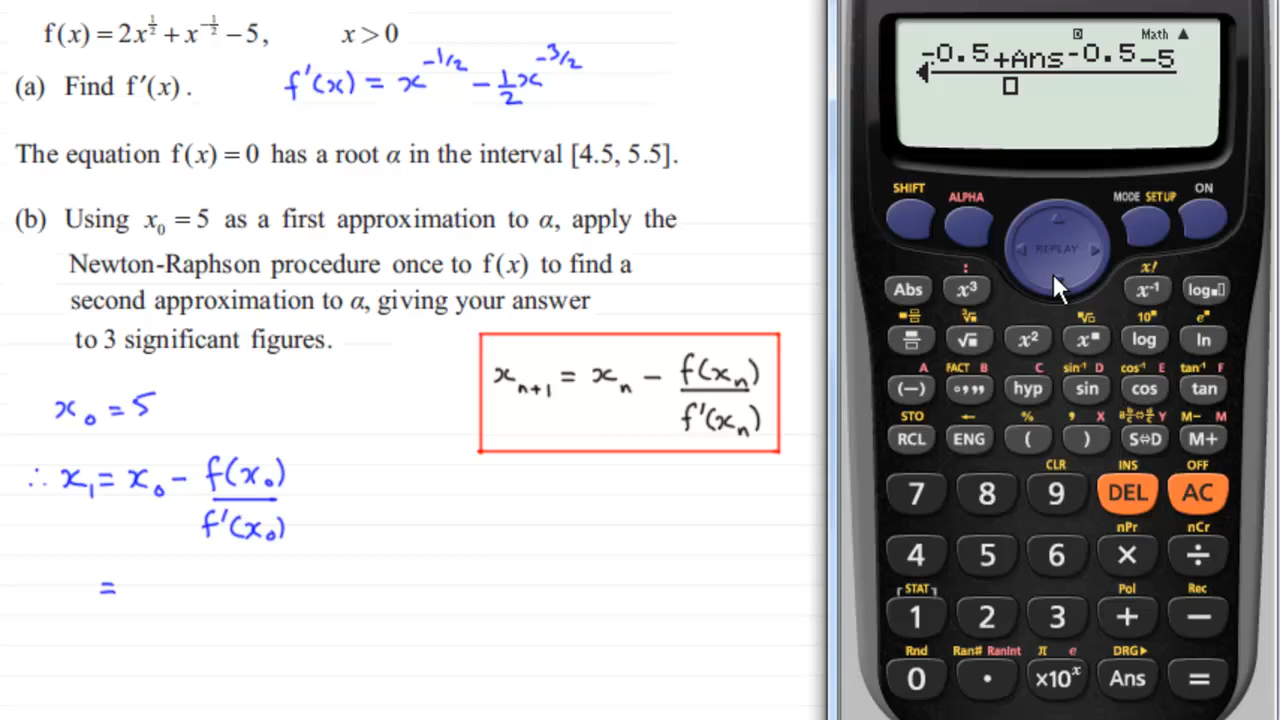 f(x) = 2x^{1/2} + x^{-1/2} − 5, x > 0
(a) Find f′(x). f'(x) = x^{-1/2} − 1/2 x^{-3/2}
The equation f(x) = 0 has a root α in the interval [4.5, 5.5].
(b) Using x₀ = 5 as a first approximation to α, apply the
Newton-Raphson procedure once to f(x) to find a
second approximation to α, giving your answer
to 3 significant figures.
x_{n+1} = x_n − f(x_n) / f'(x_n)
x₀ = 5
∴ x₁ = x₀ − f(x₀) / f'(x₀)
=
D Math ▲
-0.5+Ans-0.5-5
□
SHIFT ALPHA MODE SETUP ON
REPLAY
: x!
Abs x³ x⁻¹ log▪□
■▫/▫ ³√■ ■√□ 10■ e■
▫/▫ √■ x² x■ log ln
A FACT B C sin⁻¹ D cos⁻¹ E tan⁻¹ F
(−) °,,, hyp sin cos tan
STO ← % , X a b/c⇔d/c Y M− M
RCL ENG ( ) S⇔D M+
CLR INS OFF
7 8 9 DEL AC
nPr nCr
4 5 6 × ÷
STAT Pol Rec
1 2 3 + −
Rnd Ran# RanInt π e DRG▶
0 · ×10ˣ Ans =